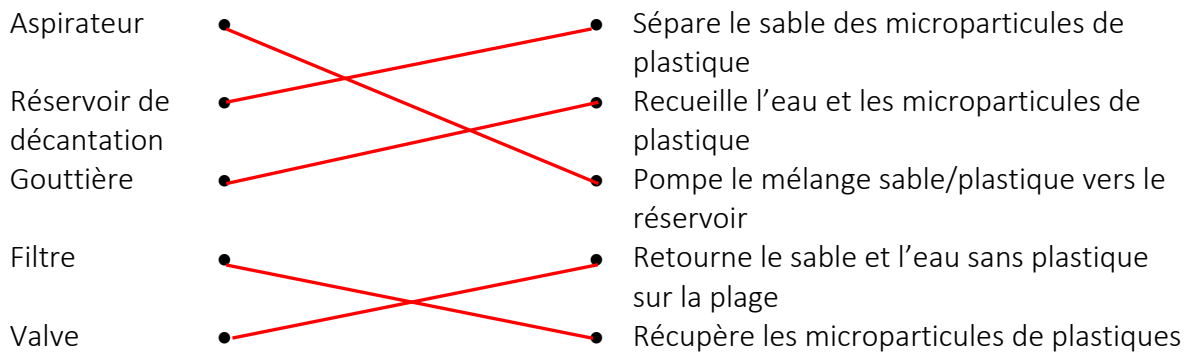 Aspirateur
Sépare le sable des microparticules de
plastique
Réservoir de
décantation
Recueille l’eau et les microparticules de
plastique
Gouttière
Pompe le mélange sable/plastique vers le
réservoir
Filtre
Retourne le sable et l’eau sans plastique
sur la plage
Valve
Récupère les microparticules de plastiques